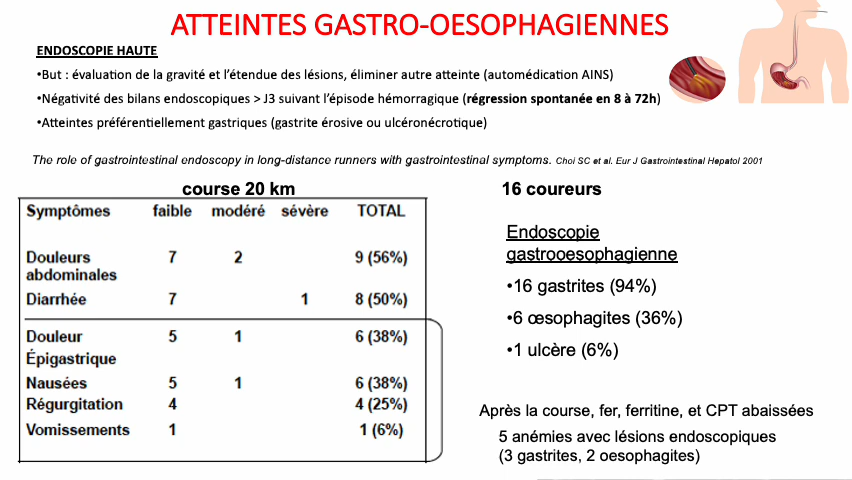 ATTEINTES GASTRO-OESOPHAGIENNES
ENDOSCOPIE HAUTE
•But : évaluation de la gravité et l'étendue des lésions, éliminer autre atteinte (automédication AINS)
•Négativité des bilans endoscopiques > J3 suivant l'épisode hémorragique (régression spontanée en 8 à 72h)
•Atteintes préférentiellement gastriques (gastrite érosive ou ulcéronécrotique)
The role of gastrointestinal endoscopy in long-distance runners with gastrointestinal symptoms. Choi SC et al. Eur J Gastrointestinal Hepatol 2001
course 20 km
Symptômes faible modéré sévère TOTAL
Douleurs abdominales 7 2 9 (56%)
Diarrhée 7 1 8 (50%)
Douleur Épigastrique 5 1 6 (38%)
Nausées 5 1 6 (38%)
Régurgitation 4 4 (25%)
Vomissements 1 1 (6%)
16 coureurs
Endoscopie
gastrooesophagienne
•16 gastrites (94%)
•6 œsophagites (36%)
•1 ulcère (6%)
Après la course, fer, ferritine, et CPT abaissées
5 anémies avec lésions endoscopiques
(3 gastrites, 2 oesophagites)